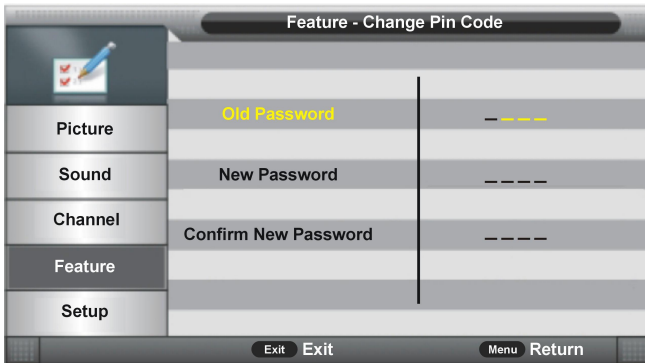 Feature - Change Pin Code
Picture
Sound
Channel
Feature
Setup
Old Password _ _ _ _
New Password _ _ _ _
Confirm New Password _ _ _ _
Exit Exit
Menu Return